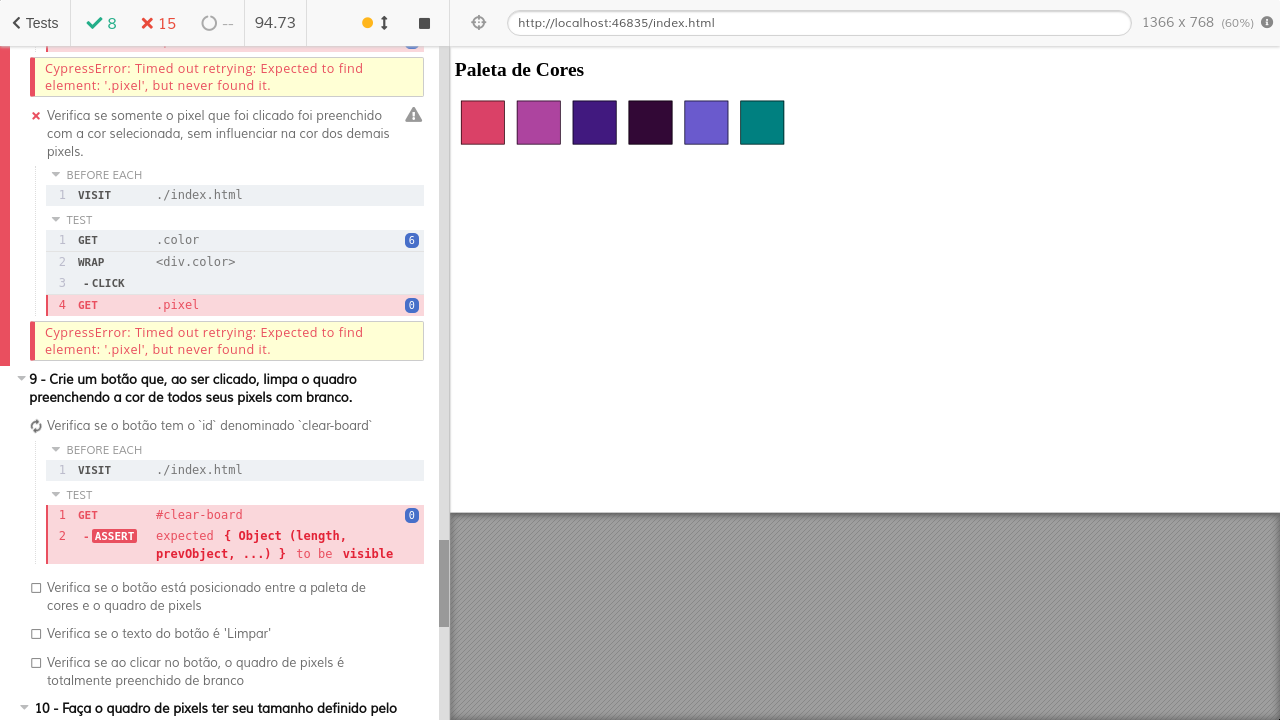 Tests
8
15
--
94.73
http://localhost:46835/index.html
1366 x 768 (60%)
CypressError: Timed out retrying: Expected to find
element: '.pixel', but never found it.
Verifica se somente o pixel que foi clicado foi preenchido
com a cor selecionada, sem influenciar na cor dos demais
pixels.
BEFORE EACH
1 VISIT ./index.html
TEST
1 GET .color 6
2 WRAP <div.color>
3 - CLICK
4 GET .pixel 0
CypressError: Timed out retrying: Expected to find
element: '.pixel', but never found it.
9 - Crie um botão que, ao ser clicado, limpa o quadro
preenchendo a cor de todos seus pixels com branco.
Verifica se o botão tem o `id` denominado `clear-board`
BEFORE EACH
1 VISIT ./index.html
TEST
1 GET #clear-board 0
2 - ASSERT expected { Object (length,
prevObject, ...) } to be visible
Verifica se o botão está posicionado entre a paleta de
cores e o quadro de pixels
Verifica se o texto do botão é 'Limpar'
Verifica se ao clicar no botão, o quadro de pixels é
totalmente preenchido de branco
10 - Faça o quadro de pixels ter seu tamanho definido pelo
Paleta de Cores